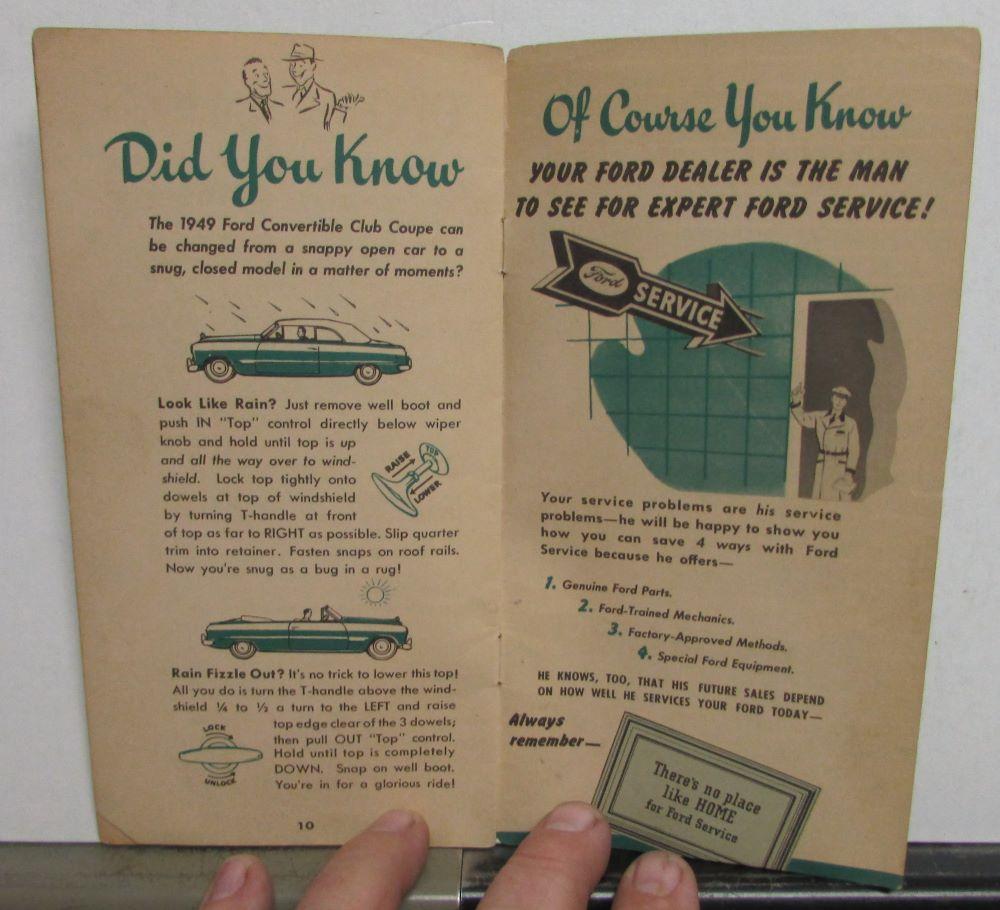 Did You Know
The 1949 Ford Convertible Club Coupe can
be changed from a snappy open car to a
snug, closed model in a matter of moments?
Look Like Rain? Just remove well boot and
push IN "Top" control directly below wiper
knob and hold until top is up
and all the way over to wind-
shield. Lock top tightly onto
dowels at top of windshield
by turning T-handle at front
of top as far to RIGHT as possible. Slip quarter
trim into retainer. Fasten snaps on roof rails.
Now you're snug as a bug in a rug!
RAISE
TOP
LOWER
Rain Fizzle Out? It's no trick to lower this top!
All you do is turn the T-handle above the wind-
shield ¼ to ½ a turn to the LEFT and raise
top edge clear of the 3 dowels;
then pull OUT "Top" control.
Hold until top is completely
DOWN. Snap on well boot.
You're in for a glorious ride!
LOCK
UNLOCK
10
Of Course You Know
YOUR FORD DEALER IS THE MAN
TO SEE FOR EXPERT FORD SERVICE!
Ford SERVICE
Your service problems are his service
problems—he will be happy to show you
how you can save 4 ways with Ford
Service because he offers—
1. Genuine Ford Parts.
2. Ford-Trained Mechanics.
3. Factory-Approved Methods.
4. Special Ford Equipment.
HE KNOWS, TOO, THAT HIS FUTURE SALES DEPEND
ON HOW WELL HE SERVICES YOUR FORD TODAY—
Always
remember—
There's no place
like HOME
for Ford Service